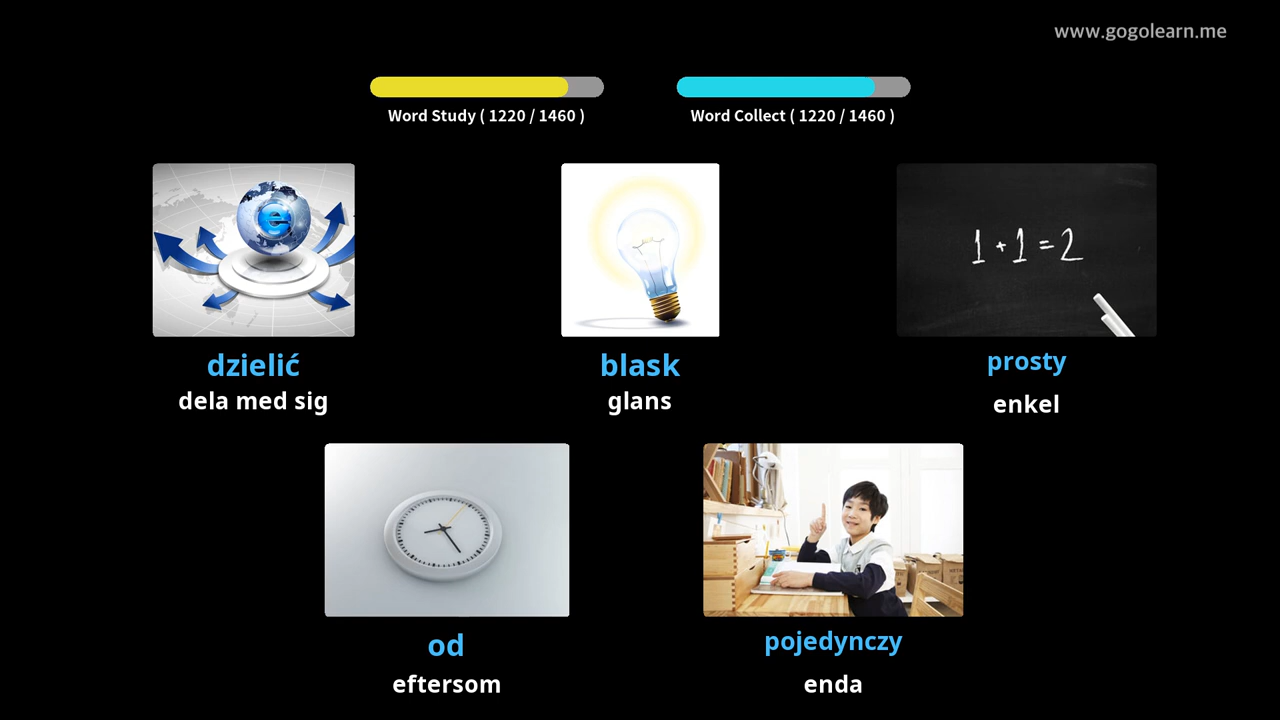 www.gogolearn.me
Word Study ( 1220 / 1460 )
Word Collect ( 1220 / 1460 )
e
1 + 1 = 2
dzielić
dela med sig
blask
glans
prosty
enkel
od
eftersom
pojedynczy
enda